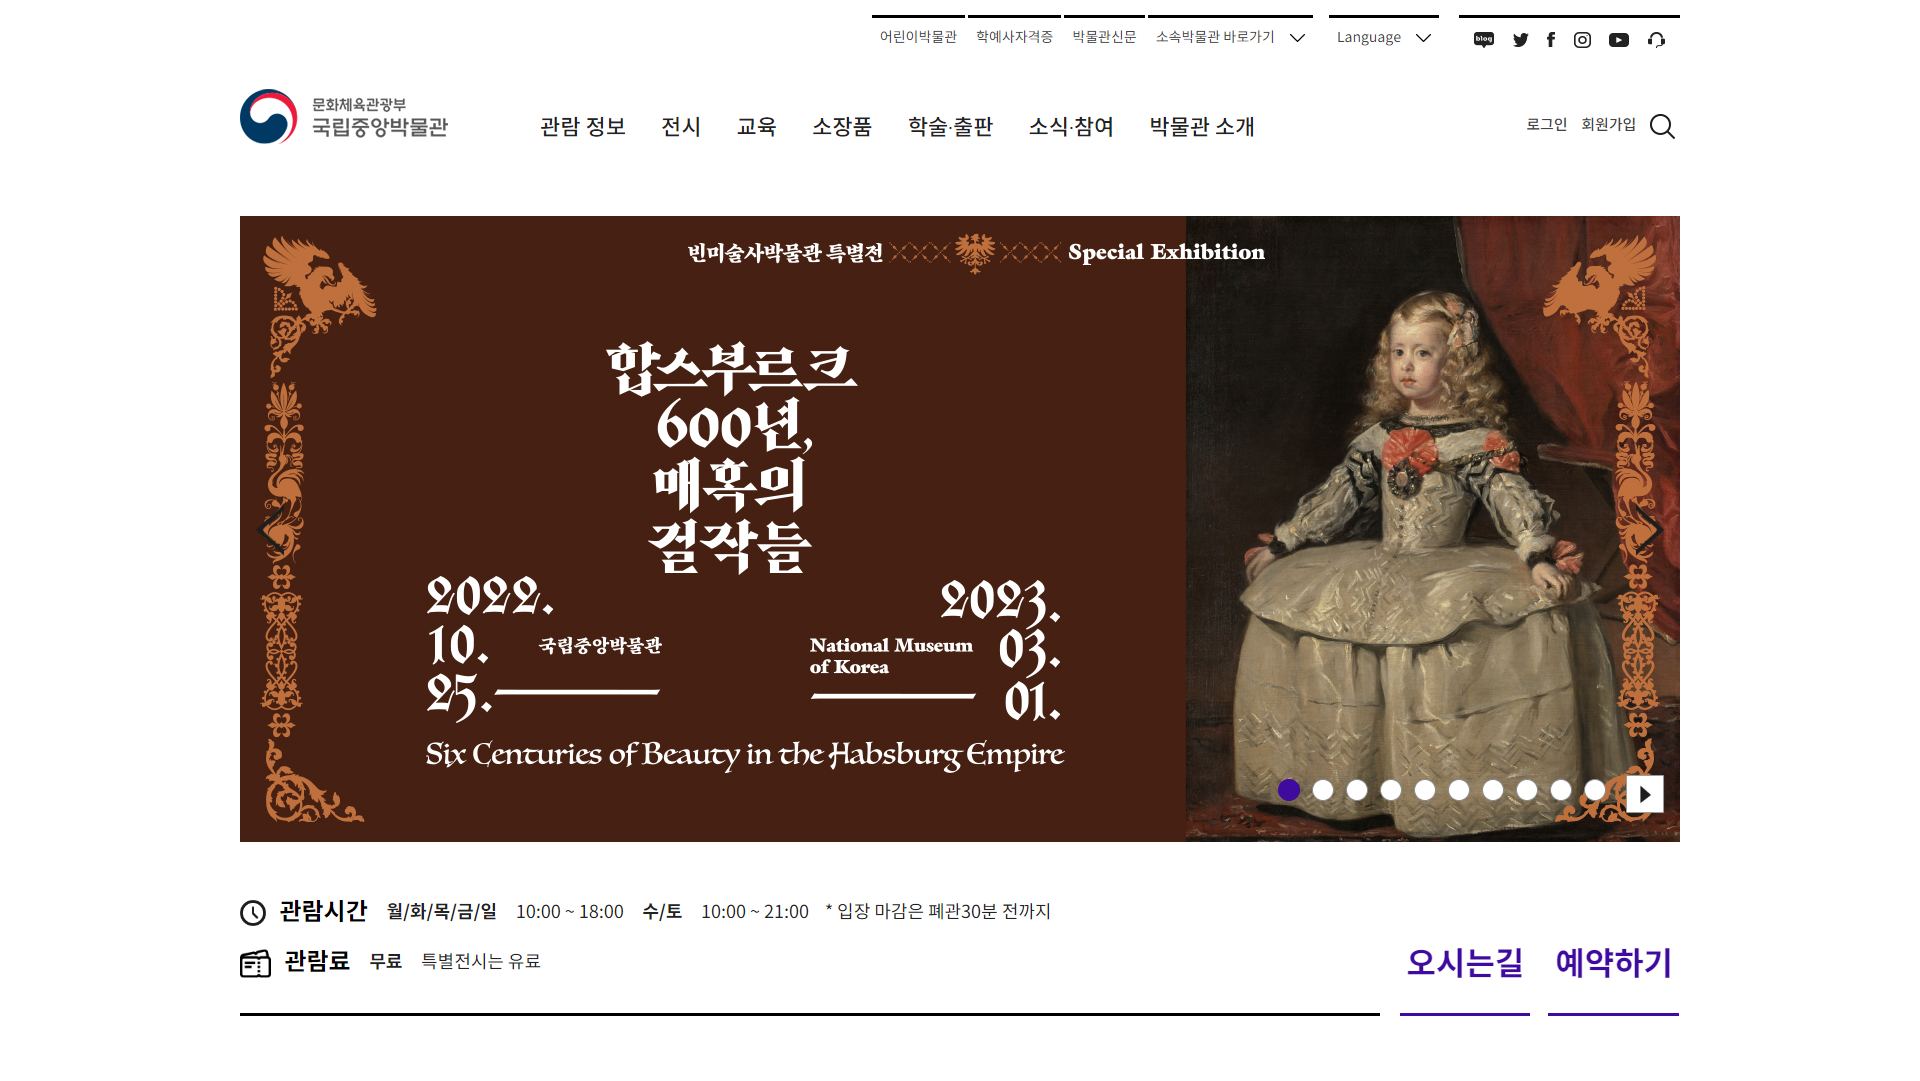 어린이박물관 학예사자격증 박물관신문 소속박물관 바로가기 Language blog
문화체육관광부
국립중앙박물관
관람 정보 전시 교육 소장품 학술·출판 소식·참여 박물관 소개 로그인 회원가입
빈미술사박물관 특별전 Special Exhibition
합스부르크
600년,
매혹의
걸작들
2022.
10.
25.
국립중앙박물관
National Museum
of Korea
2023.
03.
01.
Six Centuries of Beauty in the Habsburg Empire
관람시간 월/화/목/금/일 10:00 ~ 18:00 수/토 10:00 ~ 21:00 * 입장 마감은 폐관30분 전까지
관람료 무료 특별전시는 유료
오시는길 예약하기